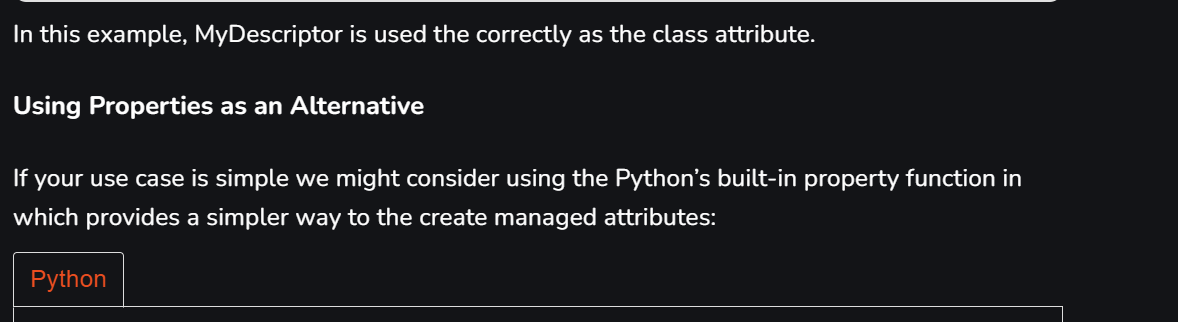 In this example, MyDescriptor is used the correctly as the class attribute.
Using Properties as an Alternative
If your use case is simple we might consider using the Python’s built-in property function in
which provides a simpler way to the create managed attributes:
Python